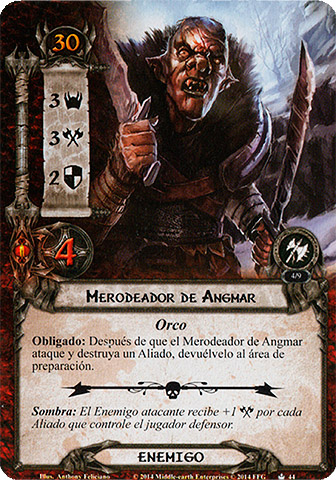 30
3
3
2
4
4/9
Merodeador de Angmar
Orco
Obligado: Después de que el Merodeador de Angmar
ataque y destruya un Aliado, devuélvelo al área de
preparación.
Sombra: El Enemigo atacante recibe +1 por cada
Aliado que controle el jugador defensor.
ENEMIGO
Illus. Anthony Feliciano © 2014 Middle-earth Enterprises © 2014 FFG 44